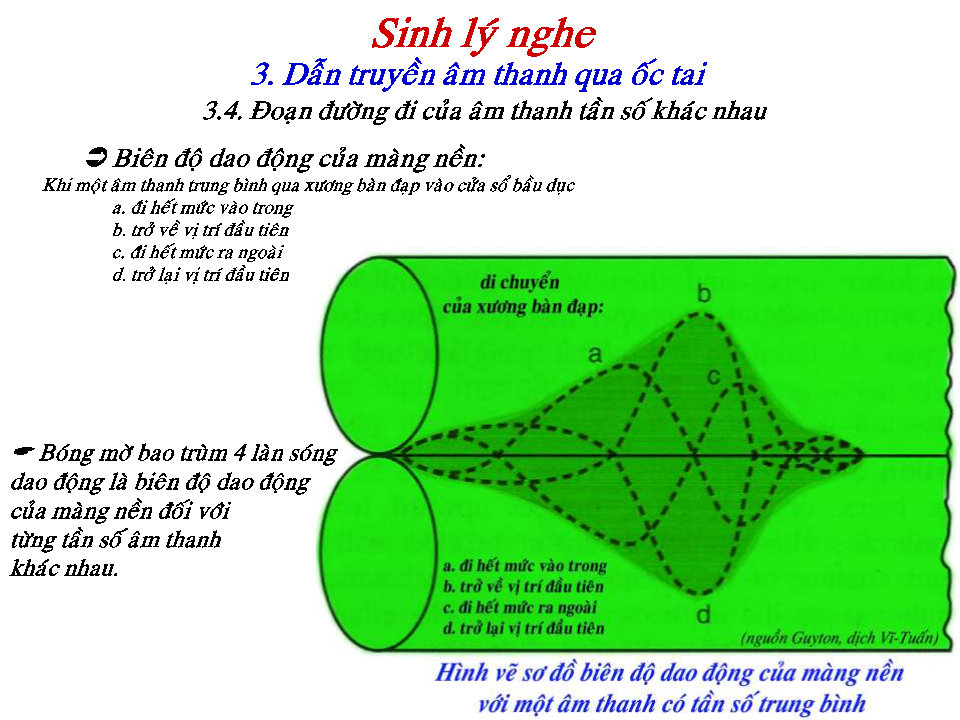 Sinh lý nghe
3. Dẫn truyền âm thanh qua ốc tai
3.4. Đoạn đường đi của âm thanh tần số khác nhau
➲ Biên độ dao động của màng nền:
Khi một âm thanh trung bình qua xương bàn đạp vào cửa sổ bầu dục
a. đi hết mức vào trong
b. trở về vị trí đầu tiên
c. đi hết mức ra ngoài
d. trở lại vị trí đầu tiên
di chuyển
của xương bàn đạp:
b
a
c
☛ Bóng mờ bao trùm 4 làn sóng
dao động là biên độ dao động
của màng nền đối với
từng tần số âm thanh
khác nhau.
a. đi hết mức vào trong
b. trở về vị trí đầu tiên
c. đi hết mức ra ngoài
d. trở lại vị trí đầu tiên
d
(nguồn Guyton, dịch Vĩ-Tuấn)
Hình vẽ sơ đồ biên độ dao động của màng nền
với một âm thanh có tần số trung bình